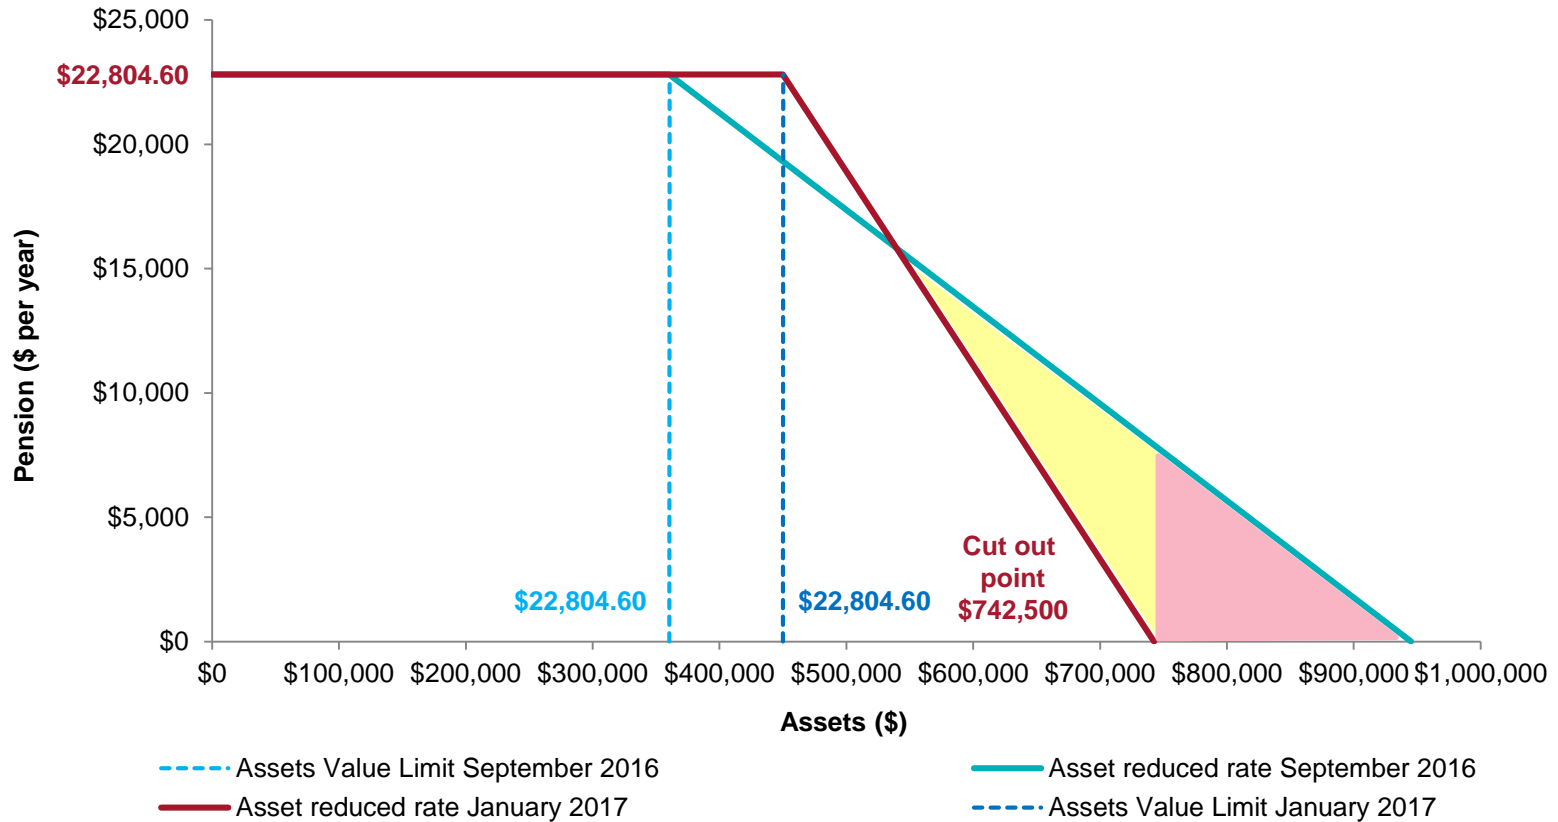 $25,000
$22,804.60
$20,000
$15,000
$10,000
$5,000
$0
Pension ($ per year)
Cut out
point
$742,500
$22,804.60
$22,804.60
$0
$100,000
$200,000
$300,000
$400,000
$500,000
$600,000
$700,000
$800,000
$900,000
$1,000,000
Assets ($)
Assets Value Limit September 2016
Asset reduced rate September 2016
Asset reduced rate January 2017
Assets Value Limit January 2017